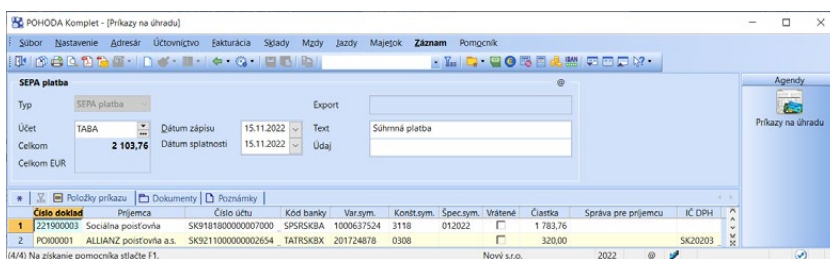 POHODA Komplet - [Príkazy na úhradu]
Súbor Nastavenie Adresár Účtovníctvo Fakturácia Sklady Mzdy Jazdy Majetok Záznam Pomocník
IBAN
SEPA platba @ Agendy
Typ SEPA platba Export
Príkazy na úhradu
Účet TABA Dátum zápisu 15.11.2022 Text Súhrnná platba
Celkom 2 103,76 Dátum splatnosti 15.11.2022 Údaj
Celkom EUR
* Položky príkazu Dokumenty Poznámky
Číslo doklad Príjemca Číslo účtu Kód banky Var.sym. Konšt.sym. Špec.sym. Vrátené Čiastka Správa pre príjemcu IČ DPH
1 221900003 Sociálna poisťovňa SK9181800000007000 SPSRSKBA 1000637524 3118 012022 1 783,76
2 POI00001 ALLIANZ poisťovňa a.s. SK9211000000002654 TATRSKBX 201724878 0308 320,00 SK20203
(4/4) Na získanie pomocníka stlačte F1. Nový s.r.o. 2022 @